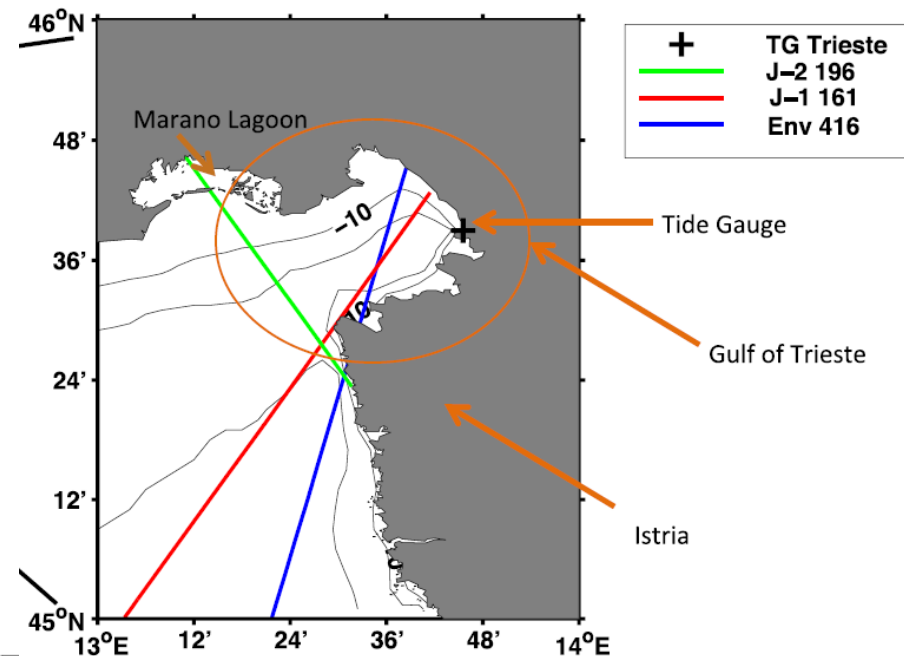 46°N
48'
36'
24'
12'
45°N
13°E
12'
24'
36'
48'
14°E
TG Trieste
J-2 196
J-1 161
Env 416
Marano Lagoon
-10
Tide Gauge
Gulf of Trieste
Istria